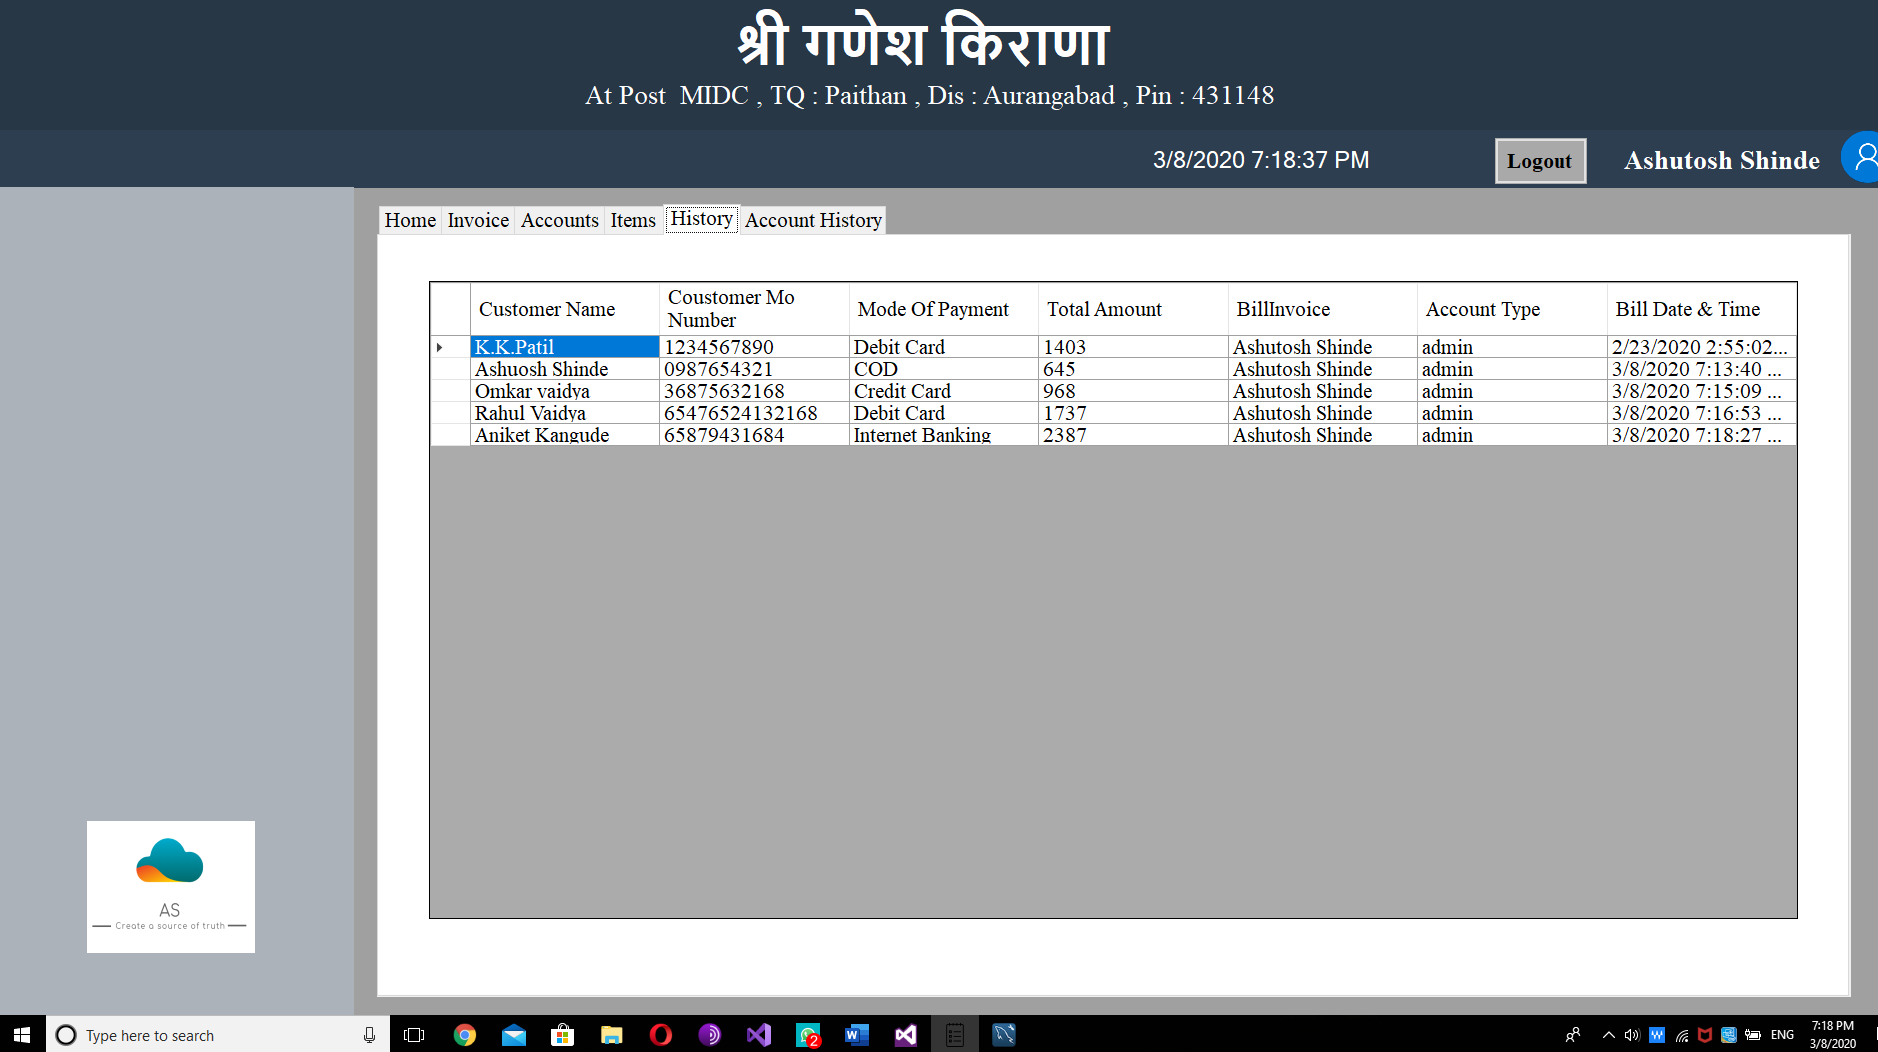 श्री गणेश किराणा
At Post MIDC , TQ : Paithan , Dis : Aurangabad , Pin : 431148
3/8/2020 7:18:37 PM Logout Ashutosh Shinde
Home Invoice Accounts Items History Account History
Customer Name Coustomer Mo Number Mode Of Payment Total Amount BillInvoice Account Type Bill Date & Time
K.K.Patil 1234567890 Debit Card 1403 Ashutosh Shinde admin 2/23/2020 2:55:02...
Ashuosh Shinde 0987654321 COD 645 Ashutosh Shinde admin 3/8/2020 7:13:40 ...
Omkar vaidya 36875632168 Credit Card 968 Ashutosh Shinde admin 3/8/2020 7:15:09 ...
Rahul Vaidya 65476524132168 Debit Card 1737 Ashutosh Shinde admin 3/8/2020 7:16:53 ...
Aniket Kangude 65879431684 Internet Banking 2387 Ashutosh Shinde admin 3/8/2020 7:18:27 ...
AS
Create a source of truth
Type here to search
2
ENG
7:18 PM
3/8/2020